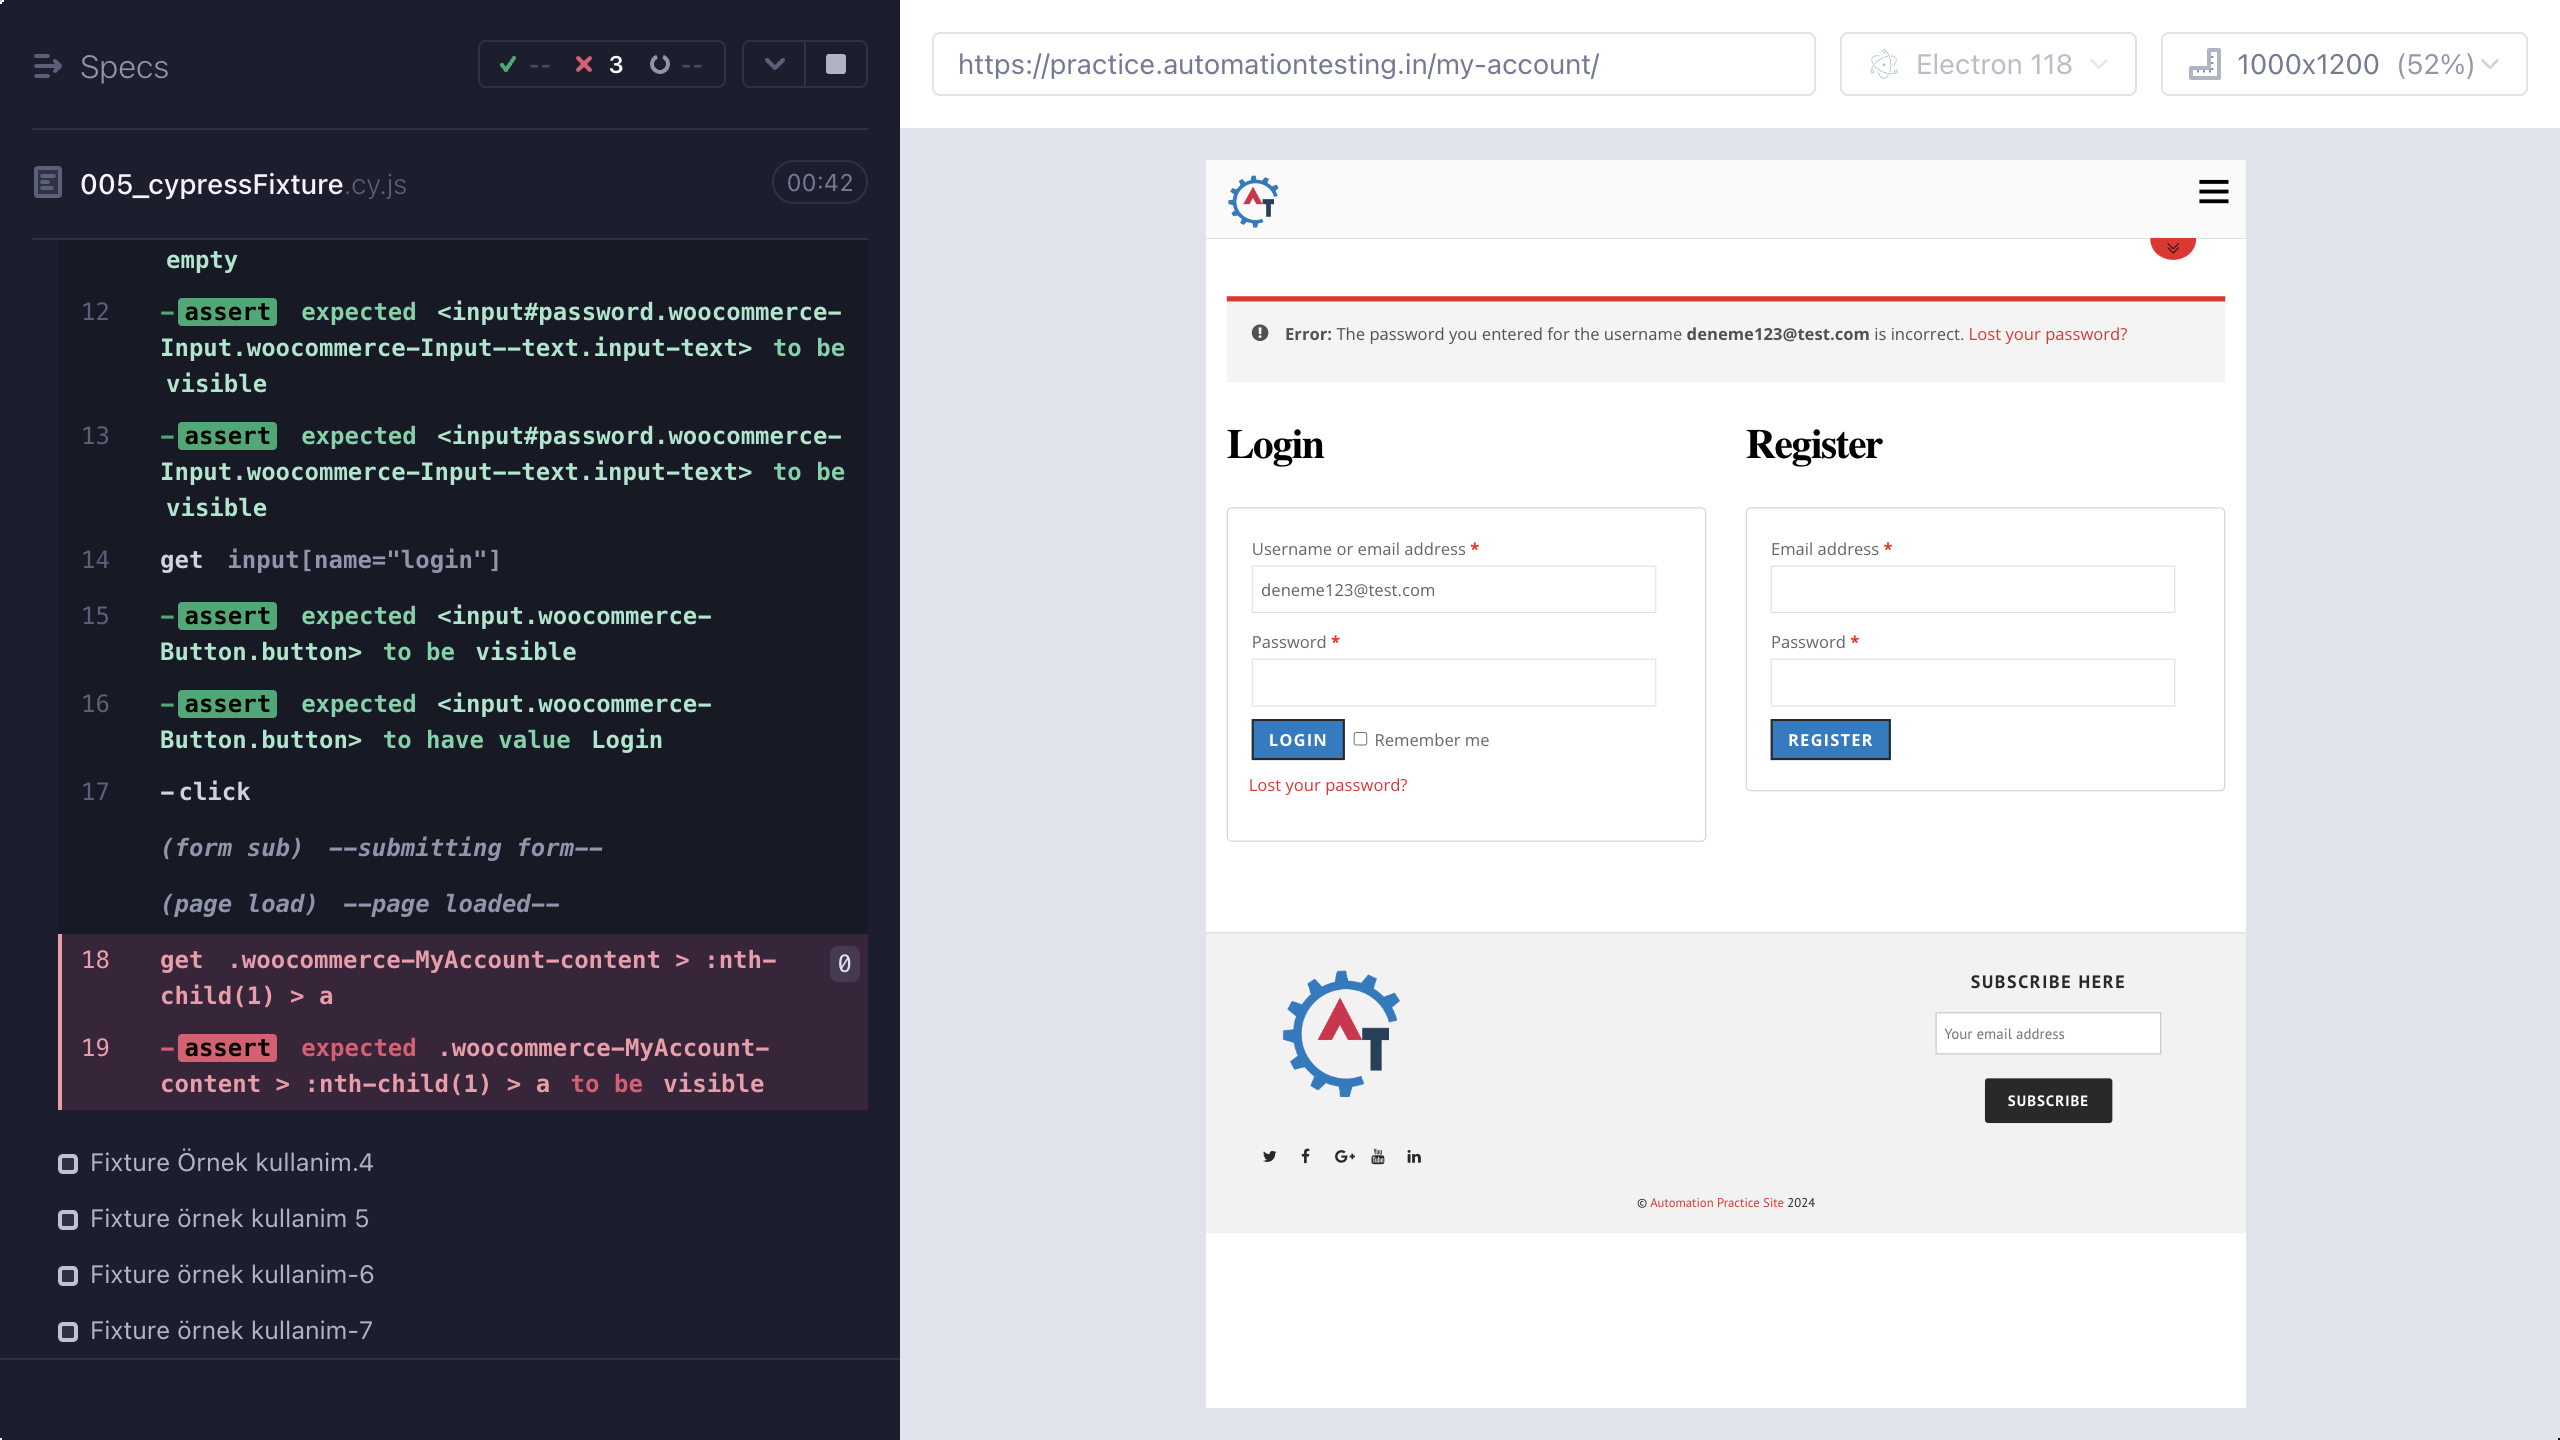 Specs
-- 3 --
005_cypressFixture.cy.js
00:42
empty
12 -assert expected <input#password.woocommerce-
Input.woocommerce-Input--text.input-text> to be
visible
13 -assert expected <input#password.woocommerce-
Input.woocommerce-Input--text.input-text> to be
visible
14 get input[name="login"]
15 -assert expected <input.woocommerce-
Button.button> to be visible
16 -assert expected <input.woocommerce-
Button.button> to have value Login
17 -click
(form sub) --submitting form--
(page load) --page loaded--
18 get .woocommerce-MyAccount-content > :nth- 0
child(1) > a
19 -assert expected .woocommerce-MyAccount-
content > :nth-child(1) > a to be visible
Fixture Örnek kullanim.4
Fixture örnek kullanim 5
Fixture örnek kullanim-6
Fixture örnek kullanim-7
https://practice.automationtesting.in/my-account/
Electron 118
1000x1200 (52%)
AT
Error: The password you entered for the username deneme123@test.com is incorrect. Lost your password?
Login
Username or email address *
deneme123@test.com
Password *
LOGIN Remember me
Lost your password?
Register
Email address *
Password *
REGISTER
AT
SUBSCRIBE HERE
Your email address
SUBSCRIBE
© Automation Practice Site 2024